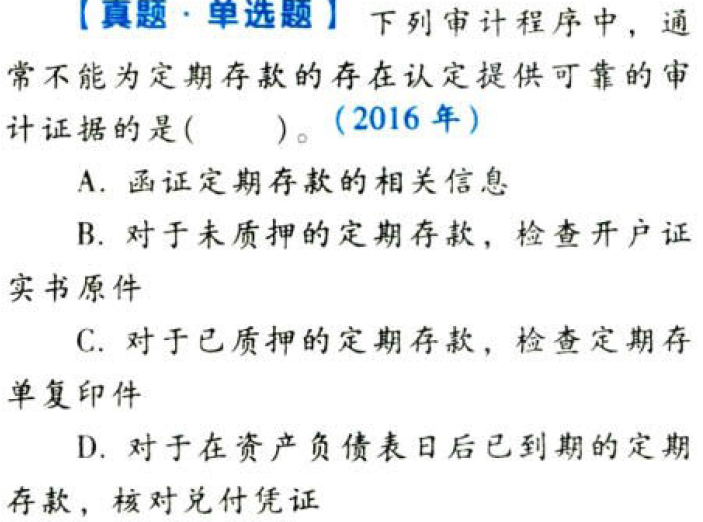 【真题·单选题】 下列审计程序中，通
常不能为定期存款的存在认定提供可靠的审
计证据的是(　　)。(2016 年)
A. 函证定期存款的相关信息
B. 对于未质押的定期存款，检查开户证
实书原件
C. 对于已质押的定期存款，检查定期存
单复印件
D. 对于在资产负债表日后已到期的定期
存款，核对兑付凭证